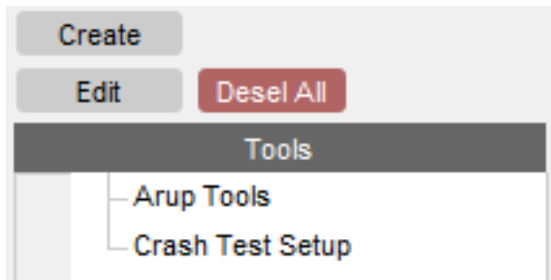 Create
Edit Desel All
Tools
Arup Tools
Crash Test Setup